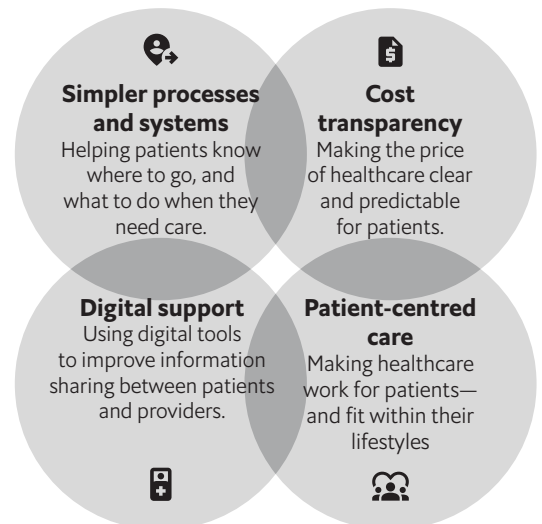 Simpler processes
and systems
Helping patients know
where to go, and
what to do when they
need care.
Cost
transparency
Making the price
of healthcare clear
and predictable
for patients.
Digital support
Using digital tools
to improve information
sharing between patients
and providers.
Patient-centred
care
Making healthcare
work for patients—
and fit within their
lifestyles